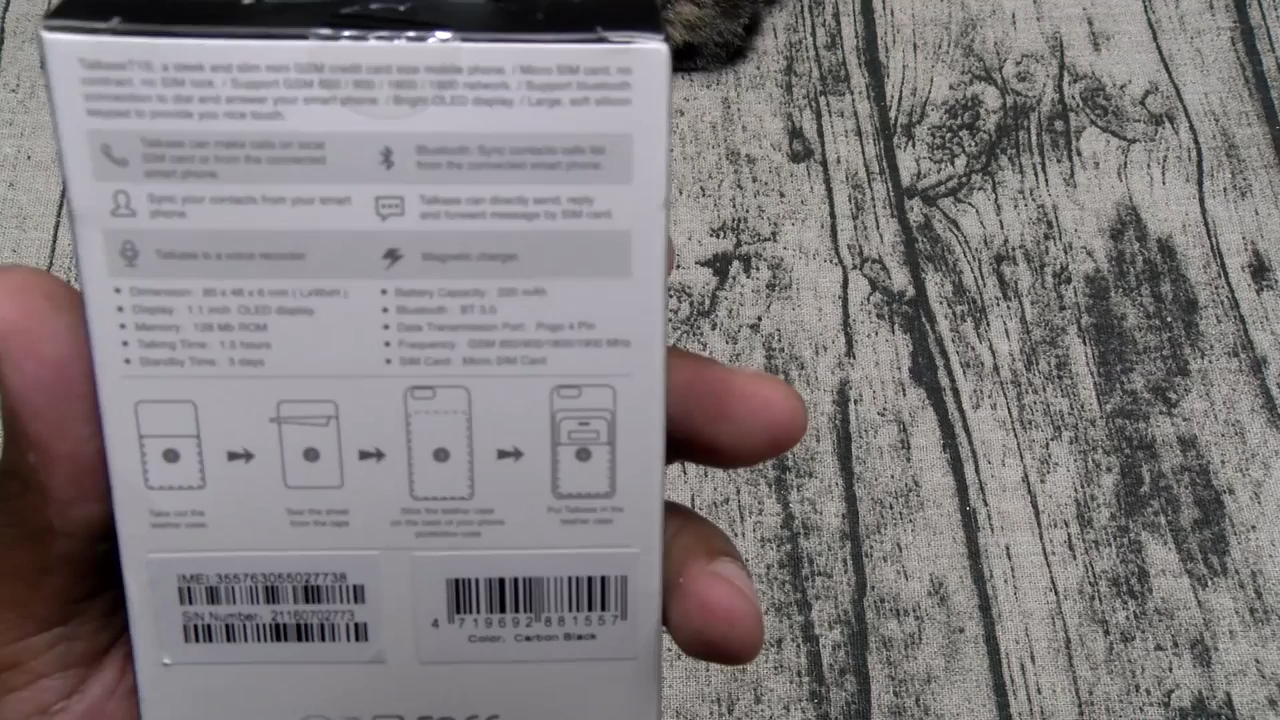 TalkaseT10, a sleek and slim mini GSM credit card size mobile phone. / Micro SIM card, no
contract, no SIM lock. / Support GSM 850 / 900 / 1800 / 1900 network. / Support bluetooth
connection to dial and answer your smart phone. / Bright OLED display. / Large, soft silicon
keypad to provide you nice touch.
Talkase can make calls on local
SIM card or from the connected
smart phone.
Bluetooth: Sync contacts calls list
from the connected smart phone.
Sync your contacts from your smart
phone.
Talkase can directly send, reply
and forward message by SIM card.
Talkase is a voice recorder.
Magnetic charger.
• Dimension: 85 x 48 x 6 mm ( LxWxH )
• Display: 1.1 inch OLED display
• Memory: 128 Mb ROM
• Talking Time: 1.5 hours
• Standby Time: 3 days
• Battery Capacity: 320 mAh
• Bluetooth: BT 3.0
• Data Transmission Port: Pogo 4 Pin
• Frequency: GSM 850/900/1800/1900 MHz
• SIM Card: Micro SIM Card
Take out the
leather case.
Tear the sheet
from the tape
Stick the leather case
on the back of your phone
protective case
Put Talkase in the
leather case
IMEI: 355763055027738
S/N Number: 21160702773
4 719692 881557
Color: Carbon Black